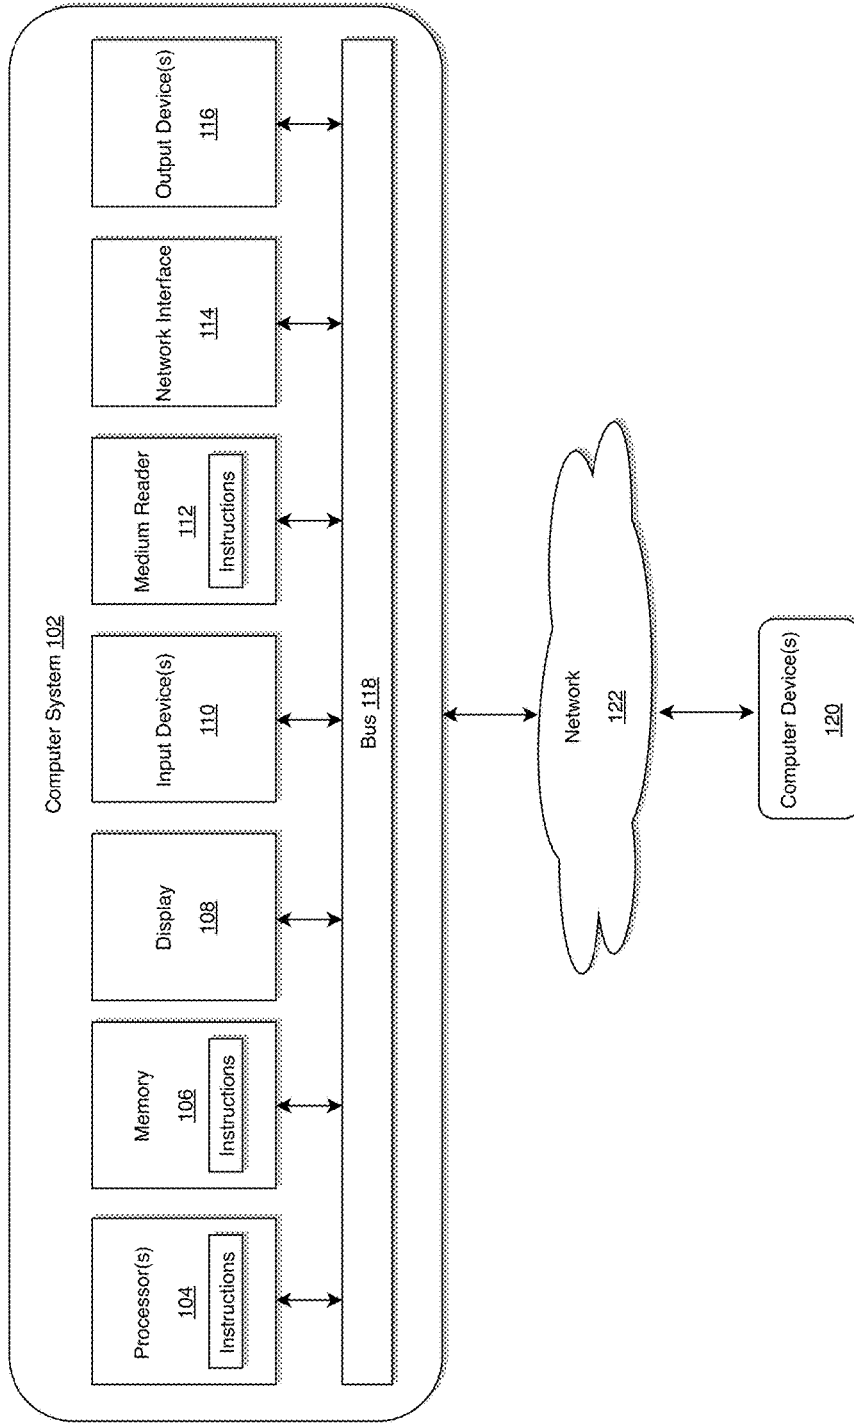 Computer System 102
Processor(s)
104
Instructions
Memory
106
Instructions
Display
108
Input Device(s)
110
Medium Reader
112
Instructions
Network Interface
114
Output Device(s)
116
Bus 118
Network
122
Computer Device(s)
120